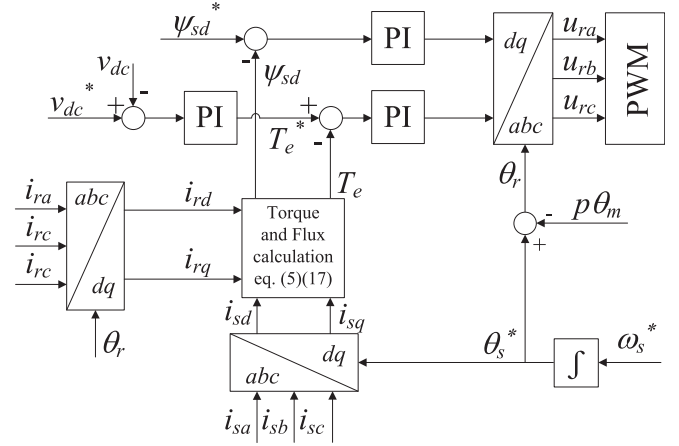 ψsd*
PI
dq
ura
PWM
vdc
-
ψsd
urb
vdc*
+
-
PI
+
Te*
-
PI
abc
urc
θr
Te
ira
abc
ird
Torque
and Flux
calculation
eq. (5)(17)
-
pθm
irc
+
irc
dq
irq
isd
isq
θr
dq
abc
θs*
∫
ωs*
isa
isb
isc